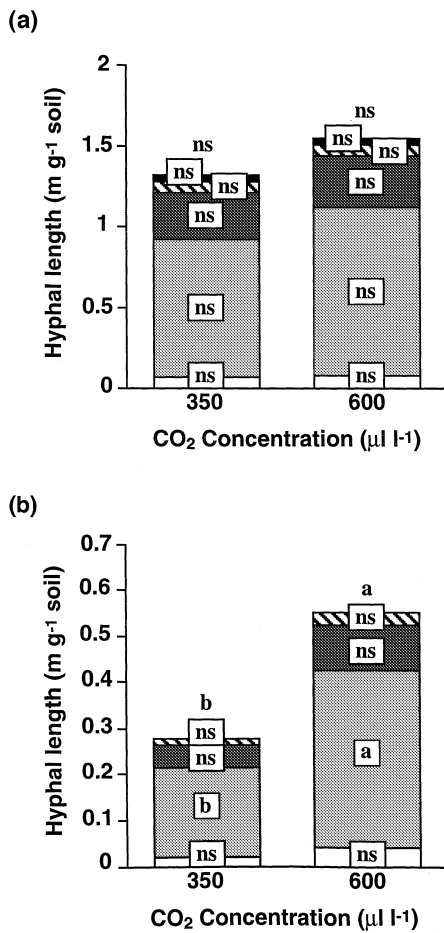 (a)
2
1.5
1
0.5
0
Hyphal length (m g-1 soil)
ns
ns
ns
ns
ns
ns
ns
ns
ns
ns
ns
ns
350
600
CO2 Concentration (μl l-1)
(b)
0.7
0.6
0.5
0.4
0.3
0.2
0.1
0
Hyphal length (m g-1 soil)
b
ns
ns
b
ns
a
ns
ns
a
ns
350
600
CO2 Concentration (μl l-1)